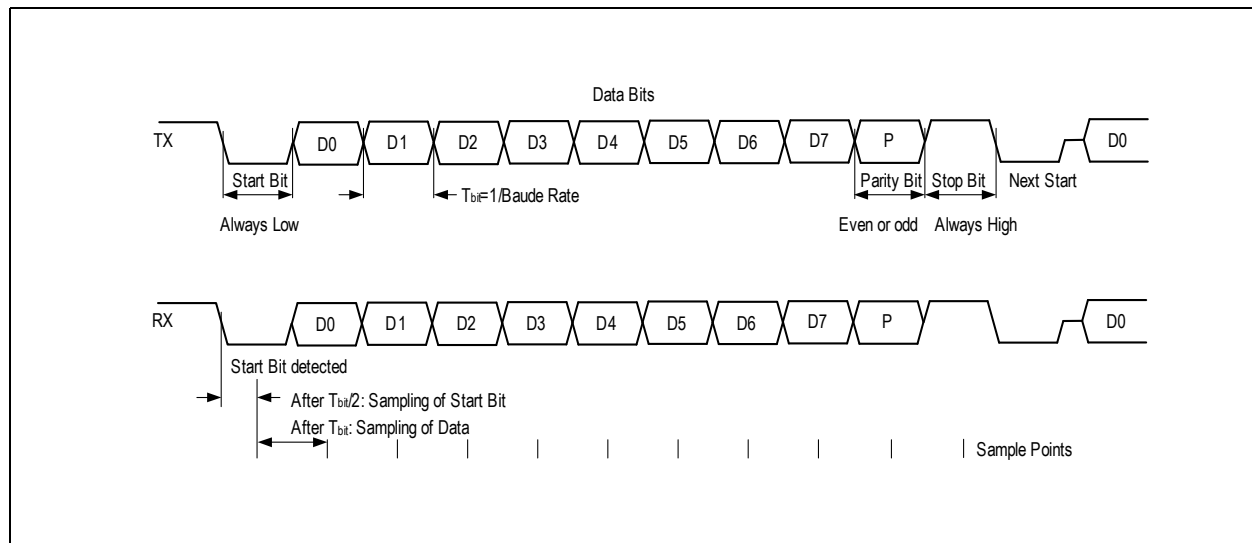 Data Bits
TX D0 D1 D2 D3 D4 D5 D6 D7 P D0
Start Bit Tbit=1/Baude Rate Parity Bit Stop Bit Next Start
Always Low Even or odd Always High
RX D0 D1 D2 D3 D4 D5 D6 D7 P D0
Start Bit detected
After Tbit/2: Sampling of Start Bit
After Tbit: Sampling of Data
Sample Points